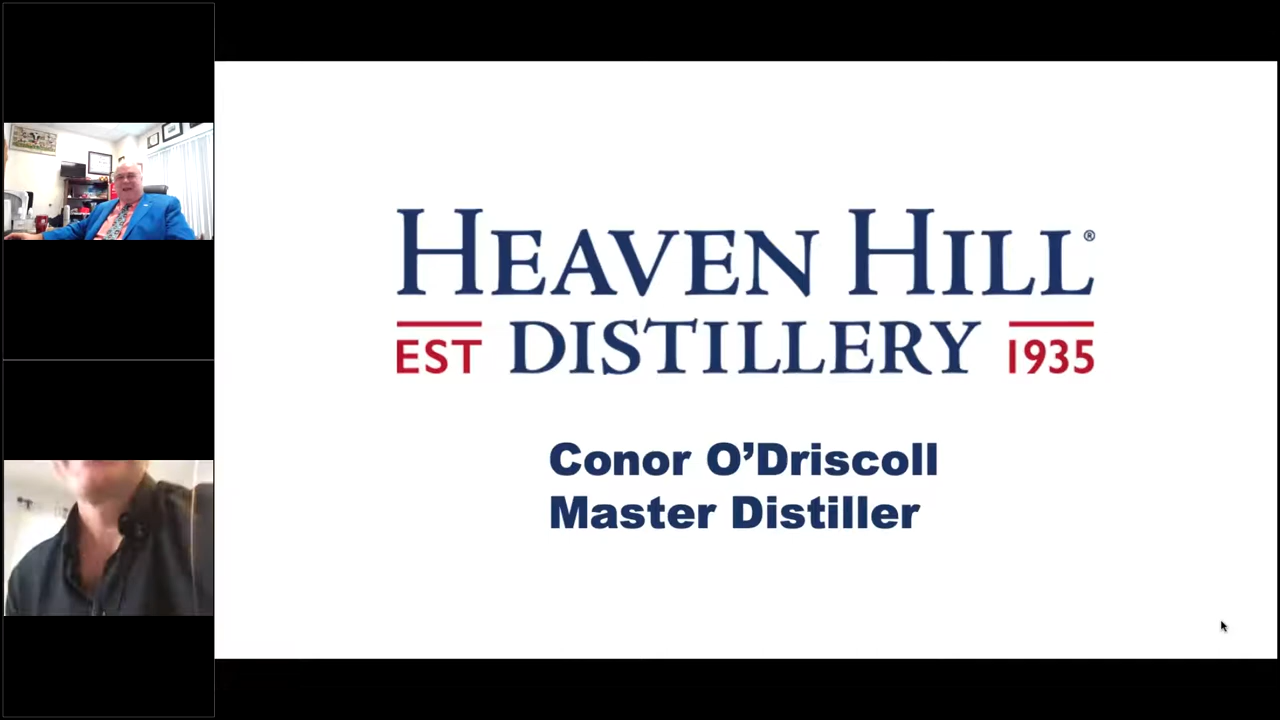 HEAVEN HILL®
EST DISTILLERY 1935
Conor O’Driscoll
Master Distiller